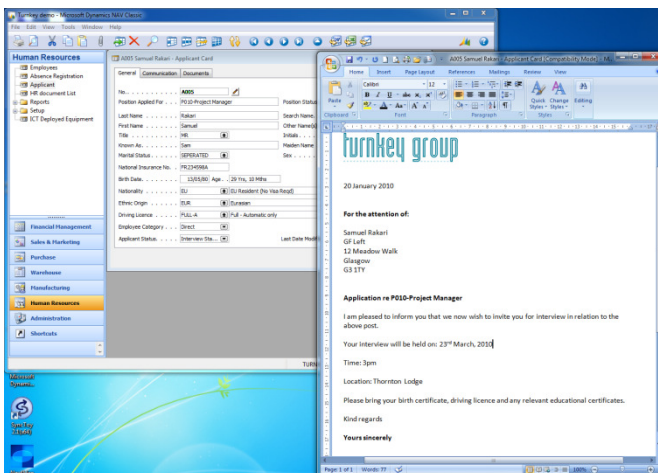 Turnkey demo - Microsoft Dynamics NAV Classic
File Edit View Tools Window Help
Human Resources
Employees
Absence Registration
Applicant
HR document List
Reports
Setup
ICT Deployed Equipment
Financial Management
Sales & Marketing
Purchase
Warehouse
Manufacturing
Human Resources
Administration
Shortcuts
A005 Samuel Rakari - Applicant Card
General Communication Documents
No. A005
Position Applied For P010-Project Manager Position Status
Last Name Rakari Search Name
First Name Samuel Other Name(s)
Title MR Initials
Known As Sam Maiden Name
Marital Status SEPERATED Sex
National Insurance No. FR234598A
Birth Date 13/03/80 Age 29 Yrs, 10 Mths
Nationality EU EU Resident (No Visa Reqd)
Ethnic Origin EUR Eurasian
Driving Licence FULL-A Full - Automatic only
Employee Category Direct
Applicant Status Interview Sta... Last Date Modifi
TURN
A005 Samuel Rakari - Applicant Card [Compatibility Mode] - M
Home Insert Page Layout References Mailings Review View
Calibri 12
Paste
Quick Styles Change Styles Editing
Clipboard Font Paragraph Styles
turnkey group
20 January 2010
For the attention of:
Samuel Rakari
GF Left
12 Meadow Walk
Glasgow
G3 1TY
Application re P010-Project Manager
I am pleased to inform you that we now wish to invite you for interview in relation to the
above post.
Your interview will be held on: 23rd March, 2010
Time: 3pm
Location: Thornton Lodge
Please bring your birth certificate, driving licence and any relevant educational certificates.
Kind regards
Yours sincerely
Page 1 of 1 Words: 77 100%
Microsoft
Dynami...